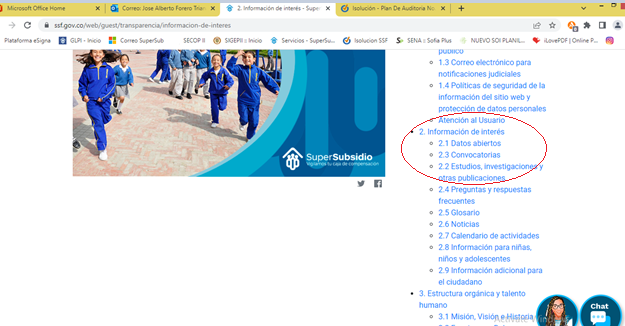 Microsoft Office Home
Correo: Jose Alberto Forero Tria
2. Información de interés - Supe
Isolución - Plan De Auditoria No
ssf.gov.co/web/guest/transparencia/informacion-de-interes
Plataforma eSigna
GLPI - Inicio
Correo SuperSub
SECOP II
SIGEPII :: Inicio
Servicios - SuperSu...
Isolucion SSF
SENA :: Sofia Plus
NUEVO SOI PLANIL...
iLovePDF | Online P...
público
1.3 Correo electrónico para
notificaciones judiciales
1.4 Políticas de seguridad de la
información del sitio web y
protección de datos personales
Atención al Usuario
2. Información de interés
2.1 Datos abiertos
2.3 Convocatorias
2.2 Estudios, investigaciones y
otras publicaciones
2.4 Preguntas y respuestas
frecuentes
2.5 Glosario
2.6 Noticias
2.7 Calendario de actividades
2.8 Información para niñas,
niños y adolescentes
2.9 Información adicional para
el ciudadano
3. Estructura orgánica y talento
humano
3.1 Misión, Visión e Historia
SuperSubsidio
Vigilamos tu caja de compensación
Chat